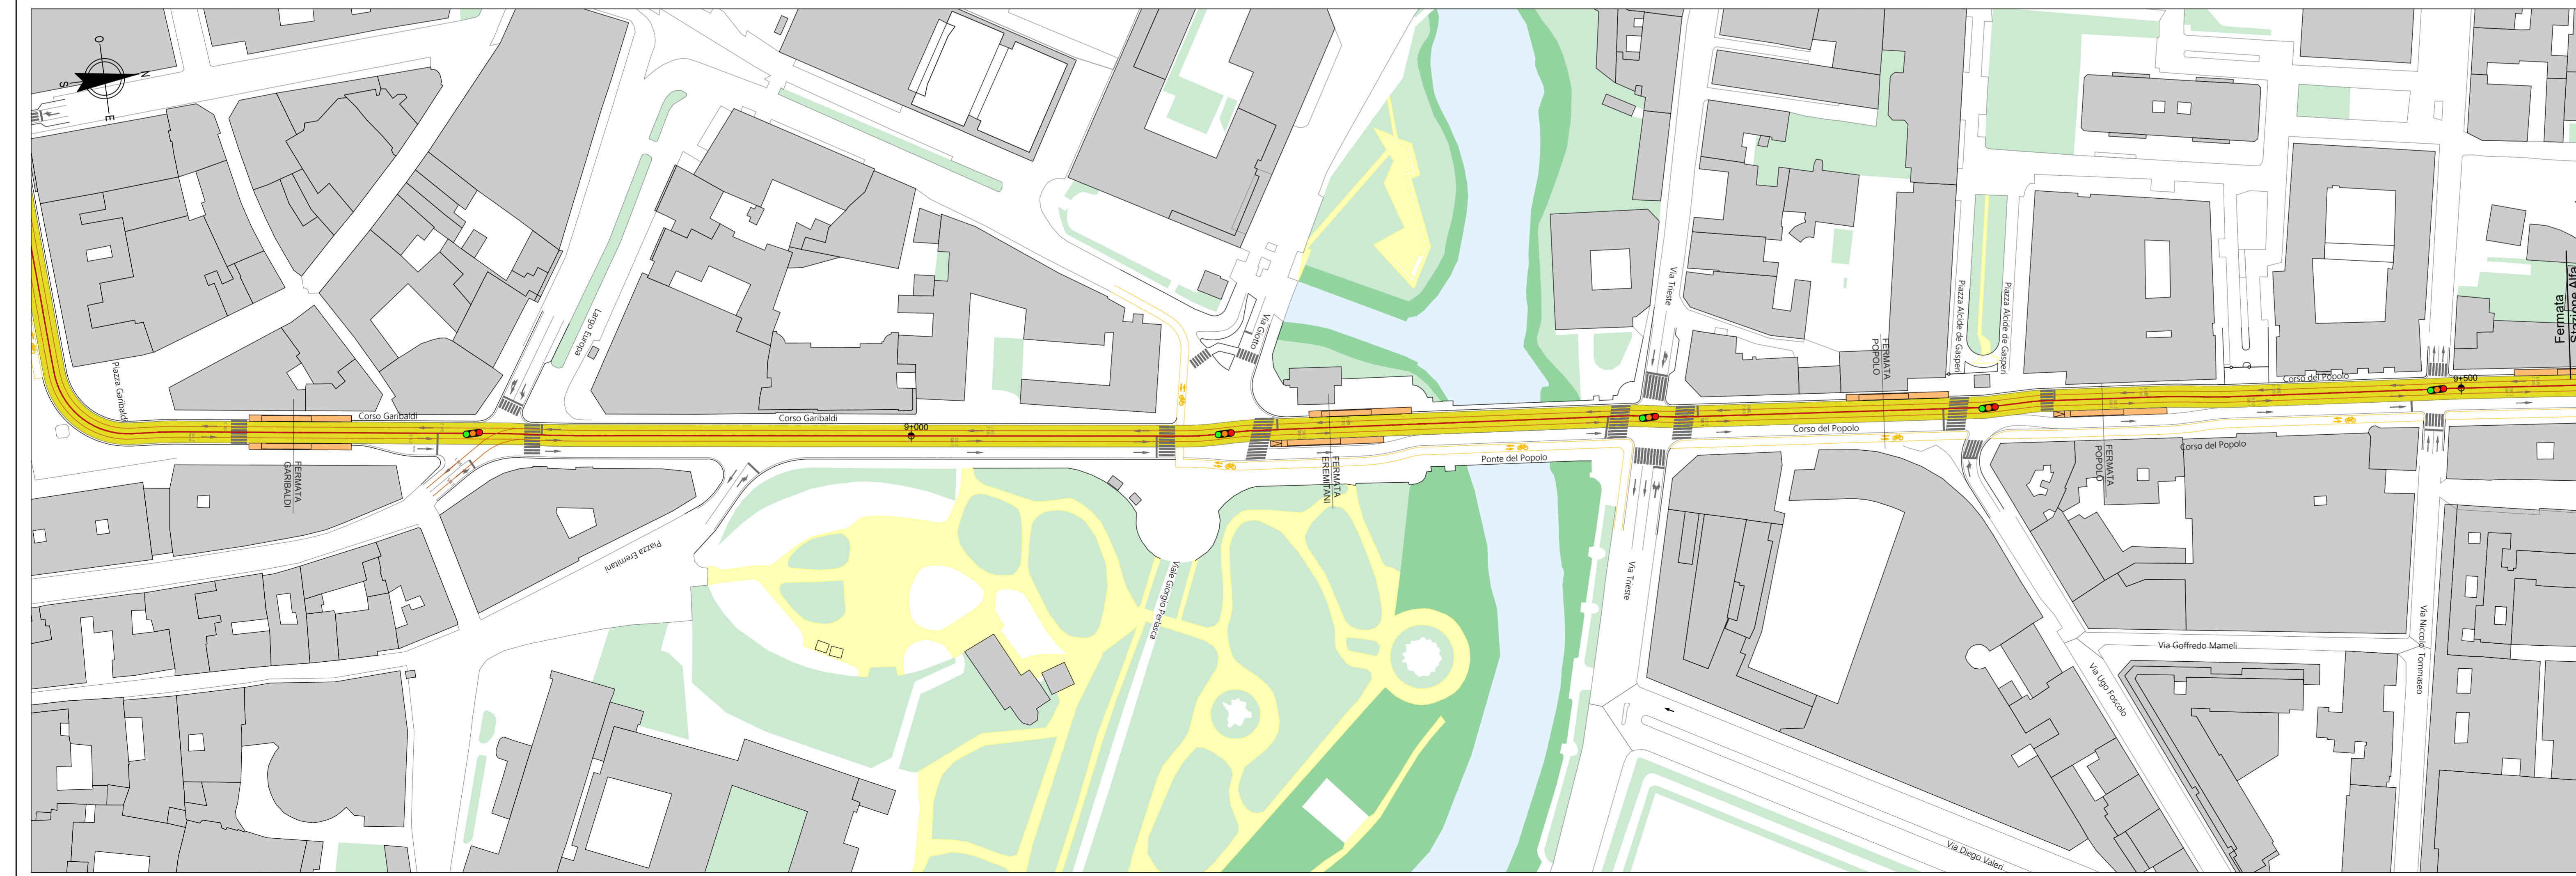 O
N
S
E
Piazza Garibaldi
Corso Garibaldi
FERMATA
GARIBALDI
Largo Europa
Corso Garibaldi
9+000
Piazza Eremitani
Viale Giorgio Perlasca
Via Giotto
FERMATA
EREMITANI
Ponte del Popolo
Via Trieste
Via Trieste
Corso del Popolo
FERMATA
POPOLO
Piazza Alcide de Gasperi
Piazza Alcide de Gasperi
FERMATA
POPOLO
Corso del Popolo
Corso del Popolo
9+500
Via Goffredo Mameli
Via Ugo Foscolo
Via Niccolo' Tommaseo
Via Diego Valeri
Fermata
Stazione Alfa